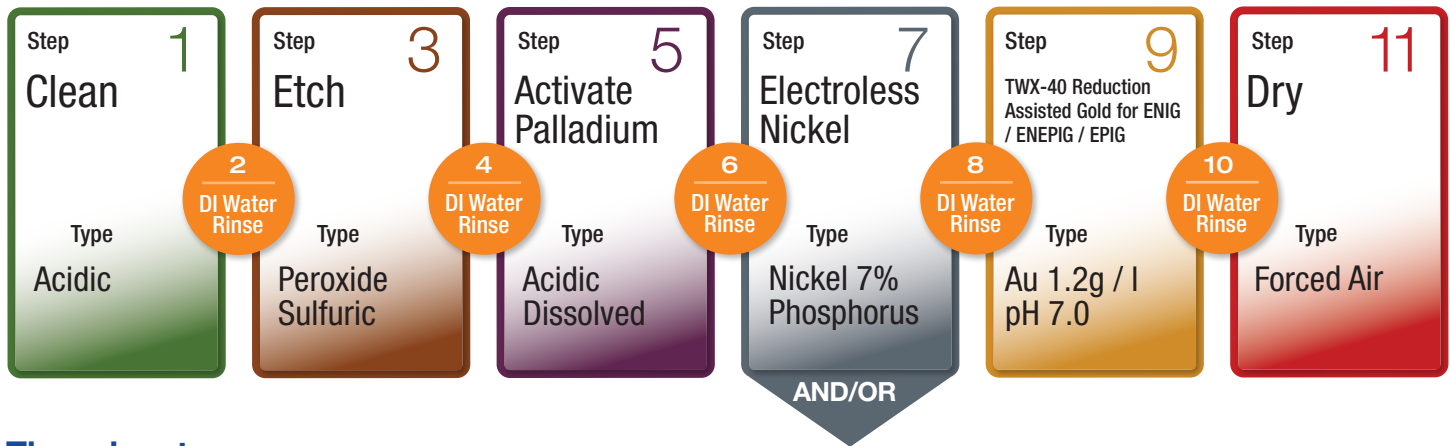 Step 1
Clean
Type
Acidic
2
DI Water
Rinse
Step 3
Etch
Type
Peroxide
Sulfuric
4
DI Water
Rinse
Step 5
Activate
Palladium
Type
Acidic
Dissolved
6
DI Water
Rinse
Step 7
Electroless
Nickel
Type
Nickel 7%
Phosphorus
AND/OR
8
DI Water
Rinse
Step 9
TWX-40 Reduction
Assisted Gold for ENIG
/ ENEPIG / EPIG
Type
Au 1.2g / l
pH 7.0
10
DI Water
Rinse
Step 11
Dry
Type
Forced Air